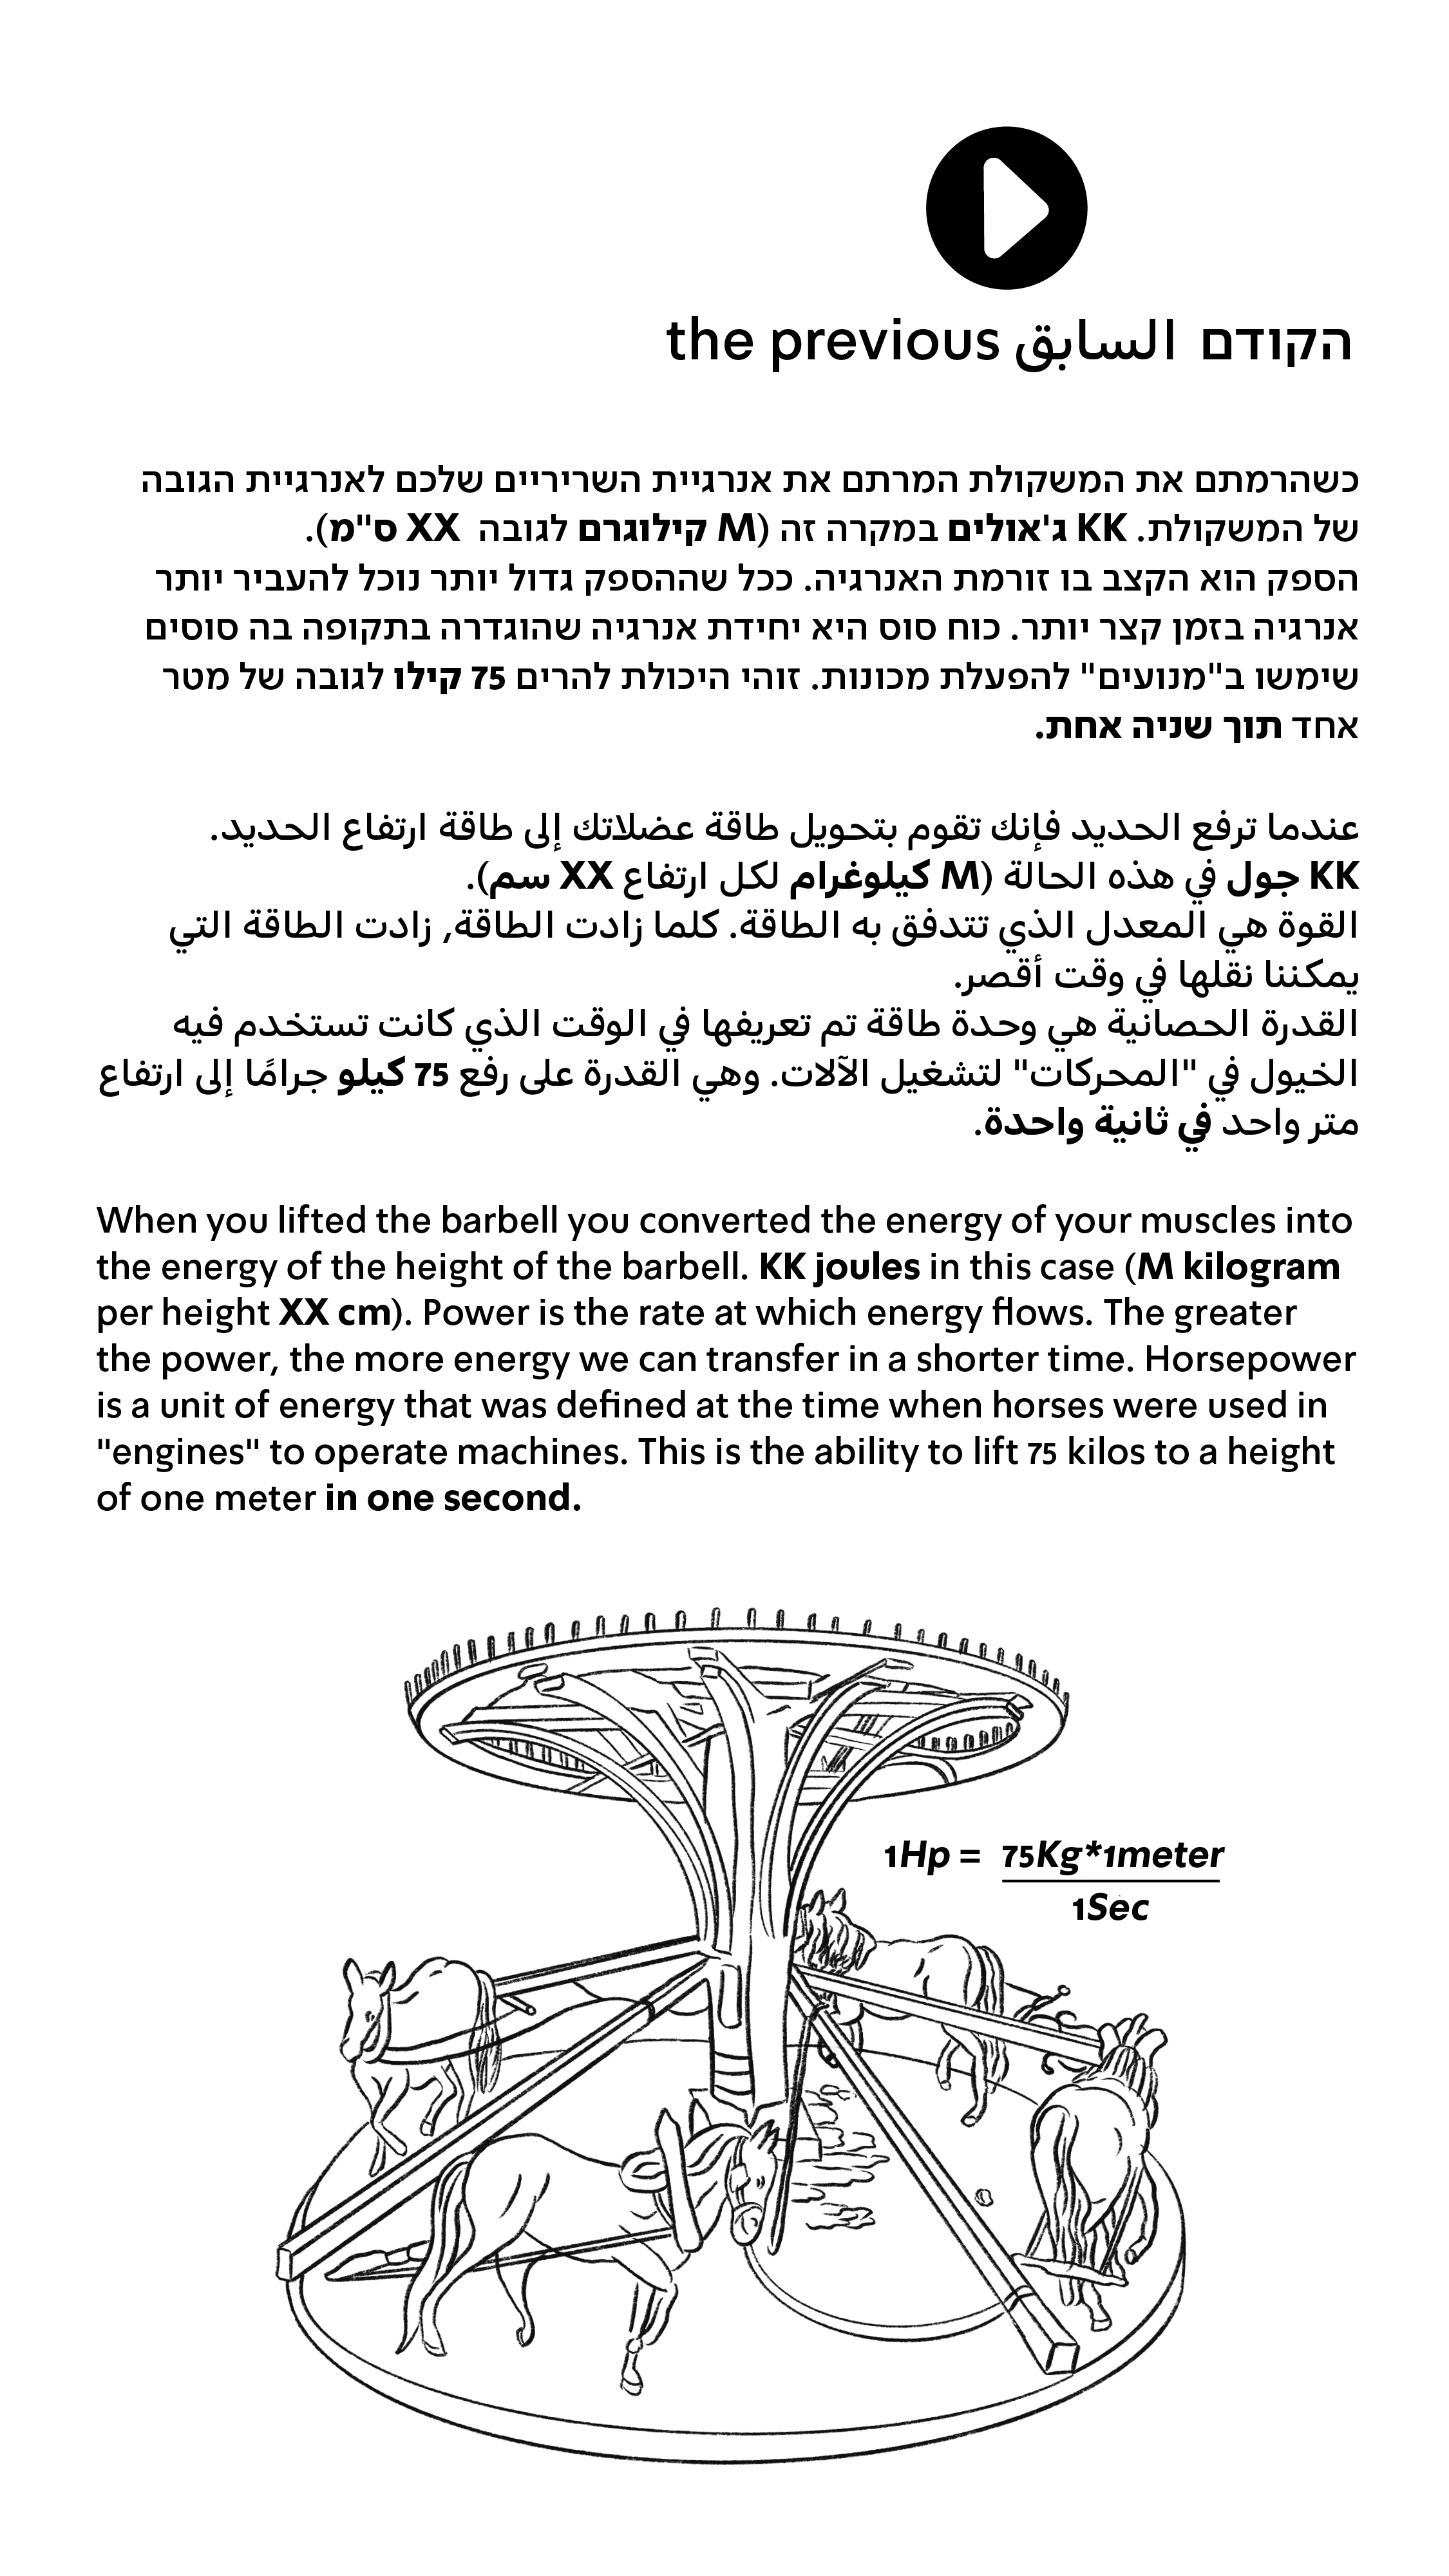 הקודם السابق the previous
כשהרמתם את המשקולת המרתם את אנרגיית השריריים שלכם לאנרגיית הגובה
של המשקולת. KK ג'אולים במקרה זה (M קילוגרם לגובה XX ס"מ).
הספק הוא הקצב בו זורמת האנרגיה. ככל שההספק גדול יותר נוכל להעביר יותר
אנרגיה בזמן קצר יותר. כוח סוס היא יחידת אנרגיה שהוגדרה בתקופה בה סוסים
שימשו ב"מנועים" להפעלת מכונות. זוהי היכולת להרים 75 קילו לגובה של מטר
אחד תוך שניה אחת.
عندما ترفع الحديد فإنك تقوم بتحويل طاقة عضلاتك إلى طاقة ارتفاع الحديد.
KK جول في هذه الحالة (M كيلوغرام لكل ارتفاع XX سم).
القوة هي المعدل الذي تتدفق به الطاقة. كلما زادت الطاقة, زادت الطاقة التي
يمكننا نقلها في وقت أقصر.
القدرة الحصانية هي وحدة طاقة تم تعريفها في الوقت الذي كانت تستخدم فيه
الخيول في "المحركات" لتشغيل الآلات. وهي القدرة على رفع 75 كيلو جرامًا إلى ارتفاع
متر واحد في ثانية واحدة.
When you lifted the barbell you converted the energy of your muscles into
the energy of the height of the barbell. KK joules in this case (M kilogram
per height XX cm). Power is the rate at which energy flows. The greater
the power, the more energy we can transfer in a shorter time. Horsepower
is a unit of energy that was defined at the time when horses were used in
"engines" to operate machines. This is the ability to lift 75 kilos to a height
of one meter in one second.
1Hp = 75Kg*1meter
1Sec